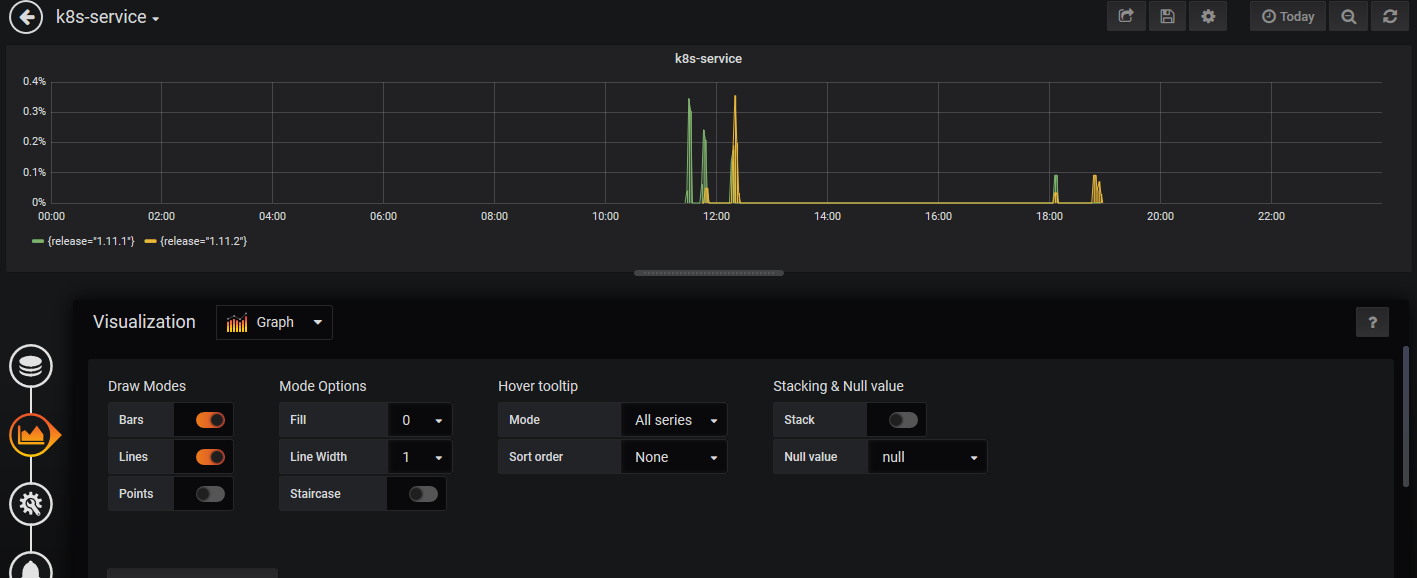 k8s-service
Today
k8s-service
0.4%
0.3%
0.2%
0.1%
0%
00:00 02:00 04:00 06:00 08:00 10:00 12:00 14:00 16:00 18:00 20:00 22:00
{release="1.11.1"} {release="1.11.2"}
Visualization Graph ?
Draw Modes Mode Options Hover tooltip Stacking & Null value
Bars Fill 0 Mode All series Stack
Lines Line Width 1 Sort order None Null value null
Points Staircase